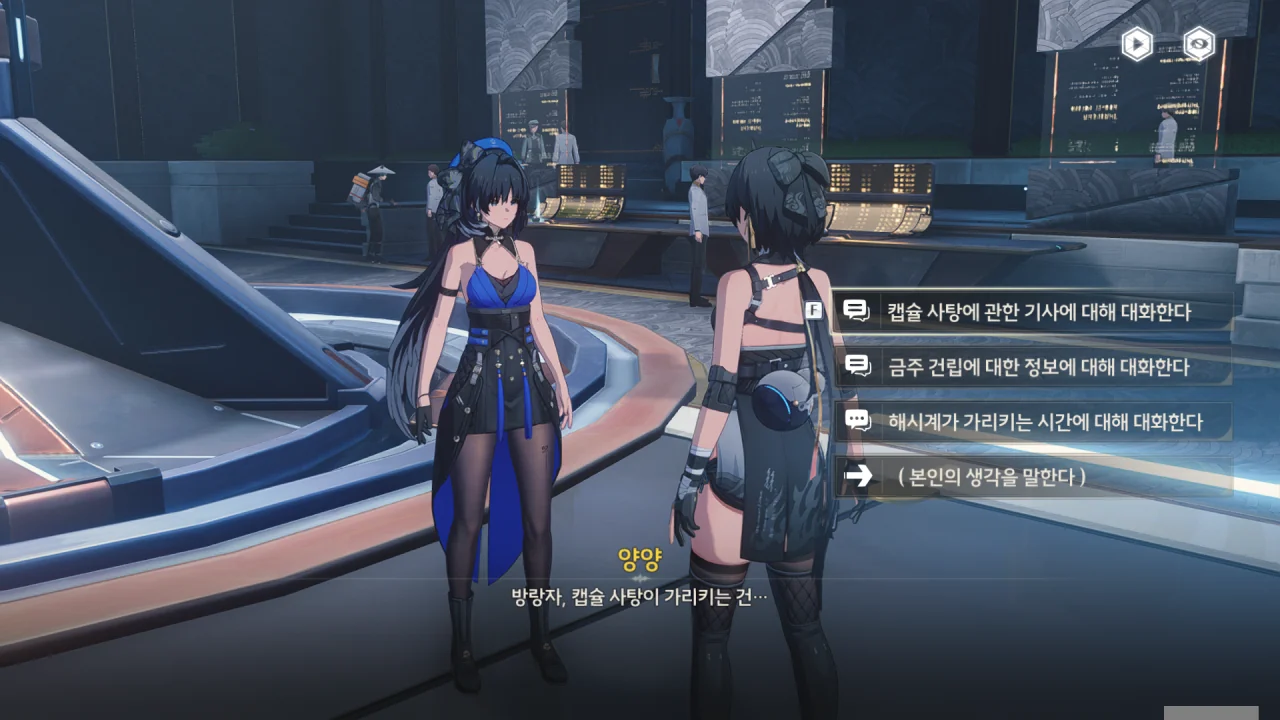 F
캡슐 사탕에 관한 기사에 대해 대화한다
금주 건립에 대한 정보에 대해 대화한다
해시계가 가리키는 시간에 대해 대화한다
( 본인의 생각을 말한다 )
양양
방랑자, 캡슐 사탕이 가리키는 건…